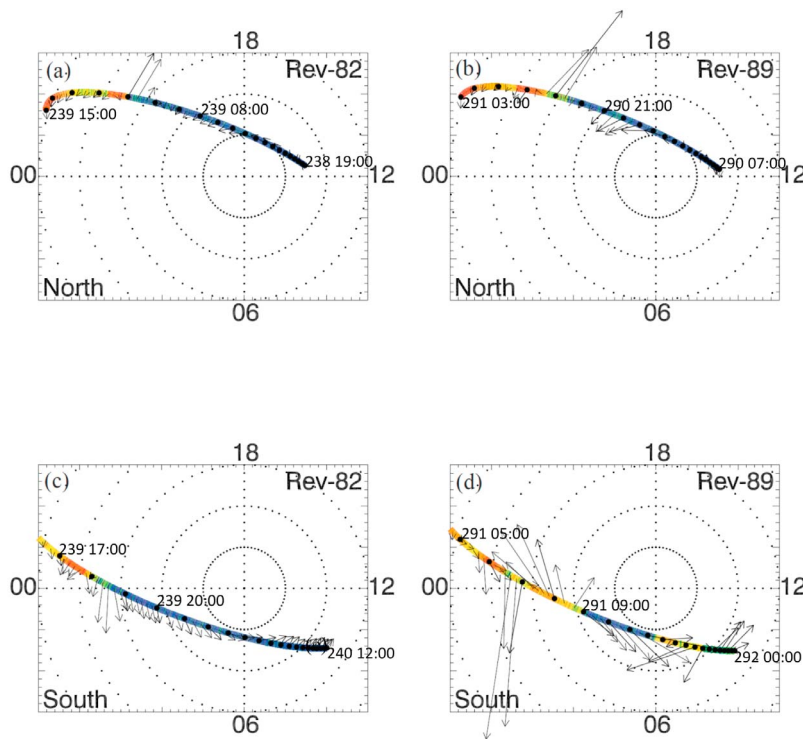 18
(a)
Rev-82
239 15:00
239 08:00
238 19:00
00
12
North
06
18
(b)
Rev-89
291 03:00
290 21:00
290 07:00
00
12
North
06
18
(c)
Rev-82
239 17:00
239 20:00
240 12:00
00
12
South
06
18
(d)
Rev-89
291 05:00
291 09:00
292 00:00
00
12
South
06